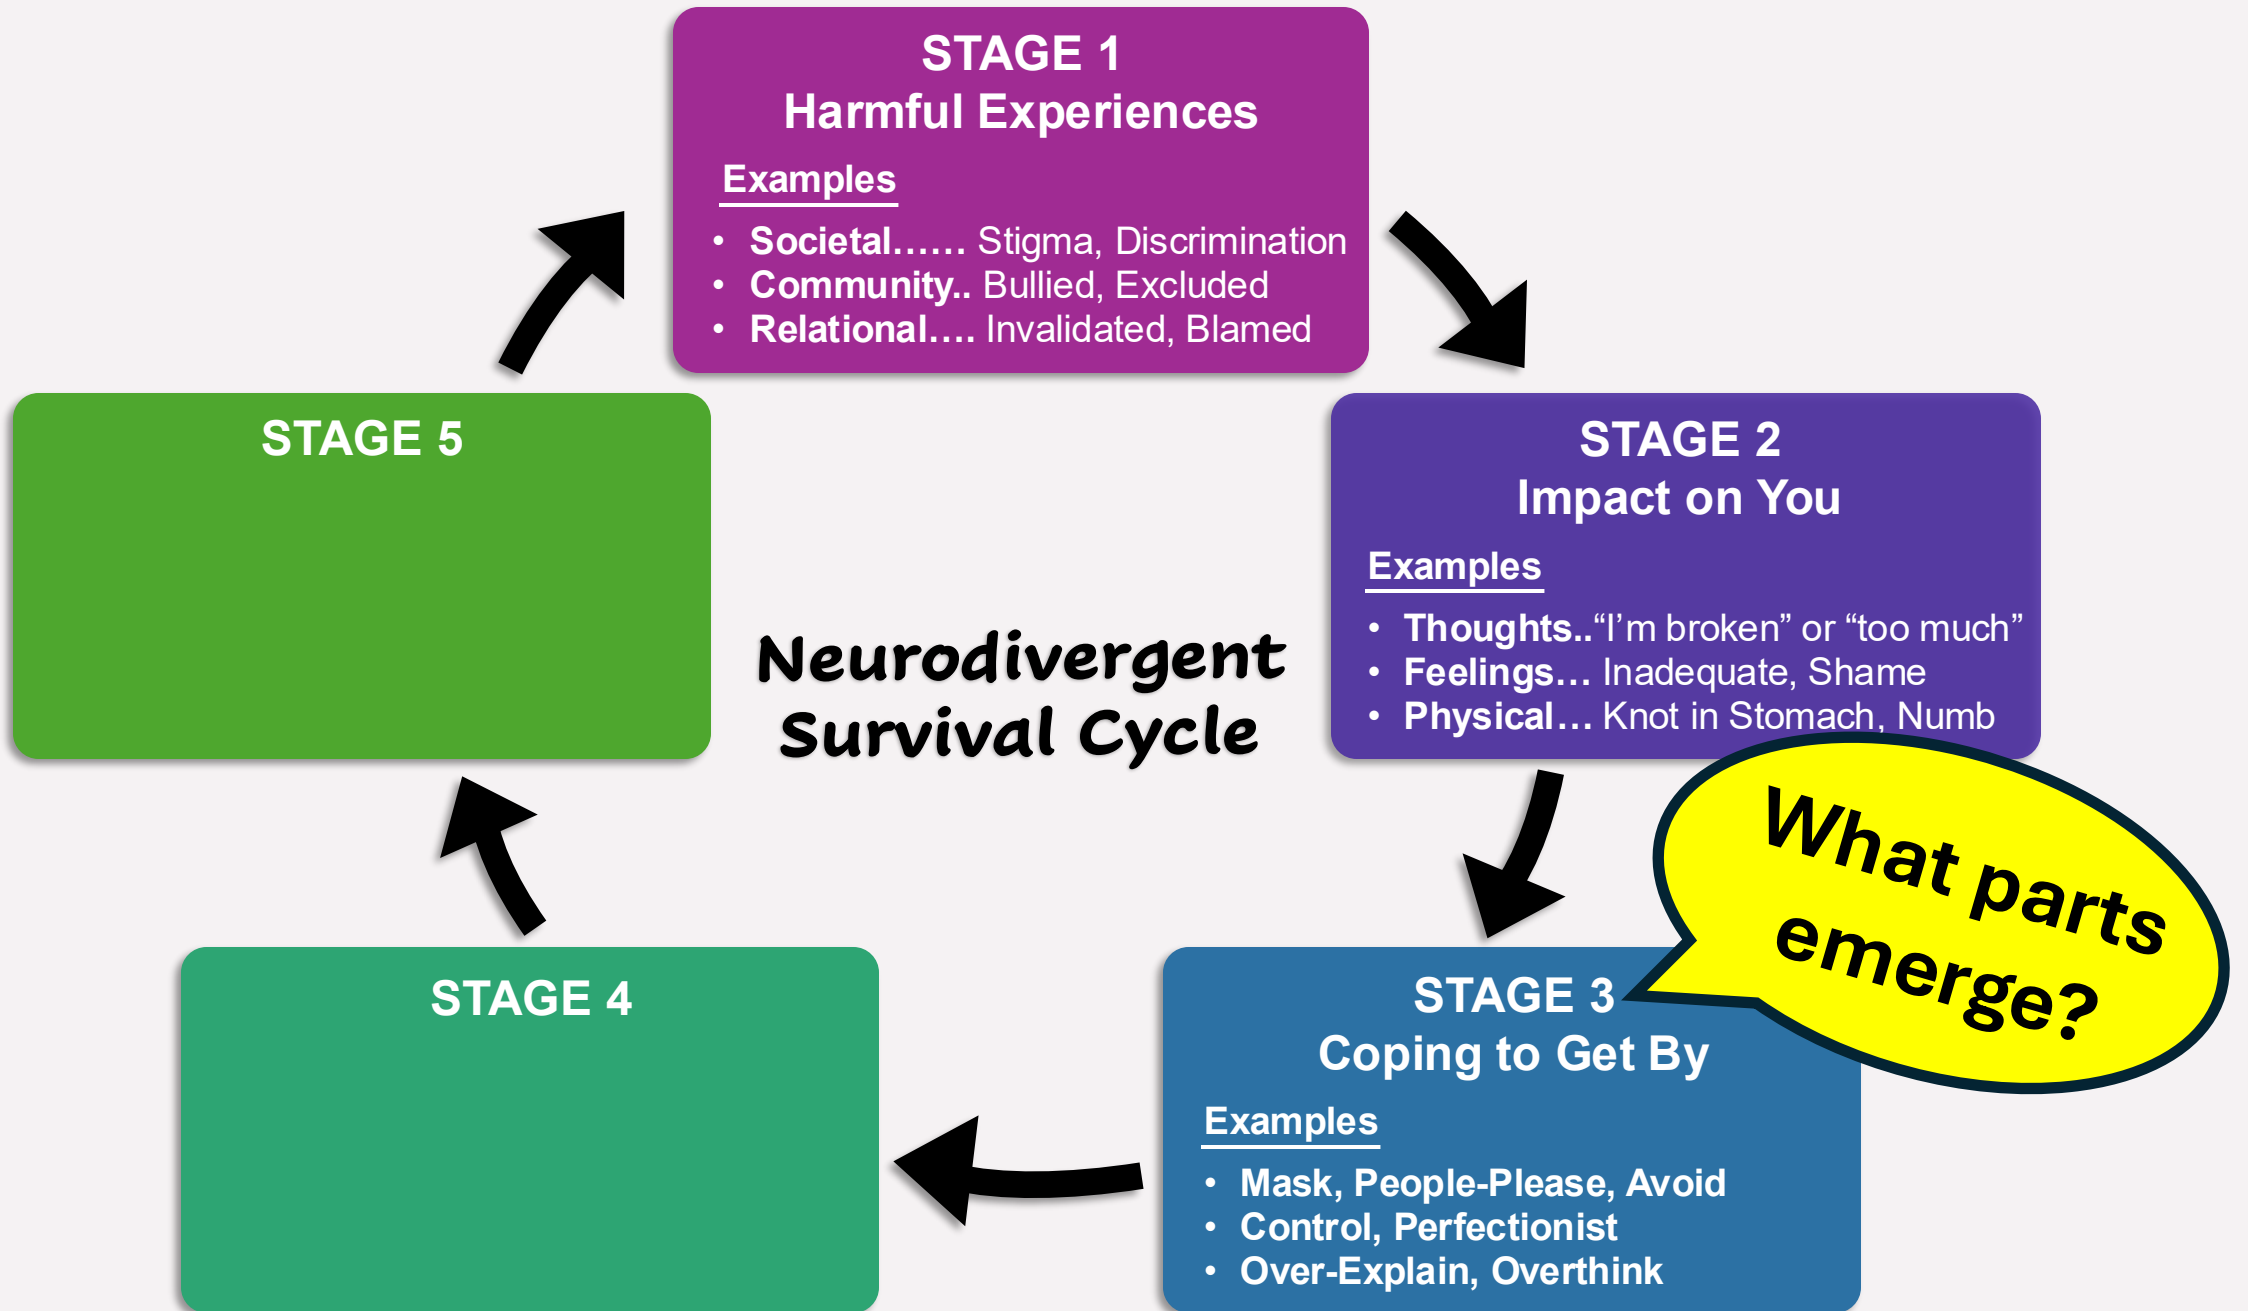 STAGE 1
Harmful Experiences
Examples
• Societal...... Stigma, Discrimination
• Community.. Bullied, Excluded
• Relational.... Invalidated, Blamed
STAGE 2
Impact on You
Examples
• Thoughts..“I’m broken” or “too much”
• Feelings... Inadequate, Shame
• Physical... Knot in Stomach, Numb
What parts
emerge?
STAGE 3
Coping to Get By
Examples
• Mask, People-Please, Avoid
• Control, Perfectionist
• Over-Explain, Overthink
STAGE 4
STAGE 5
Neurodivergent
Survival Cycle